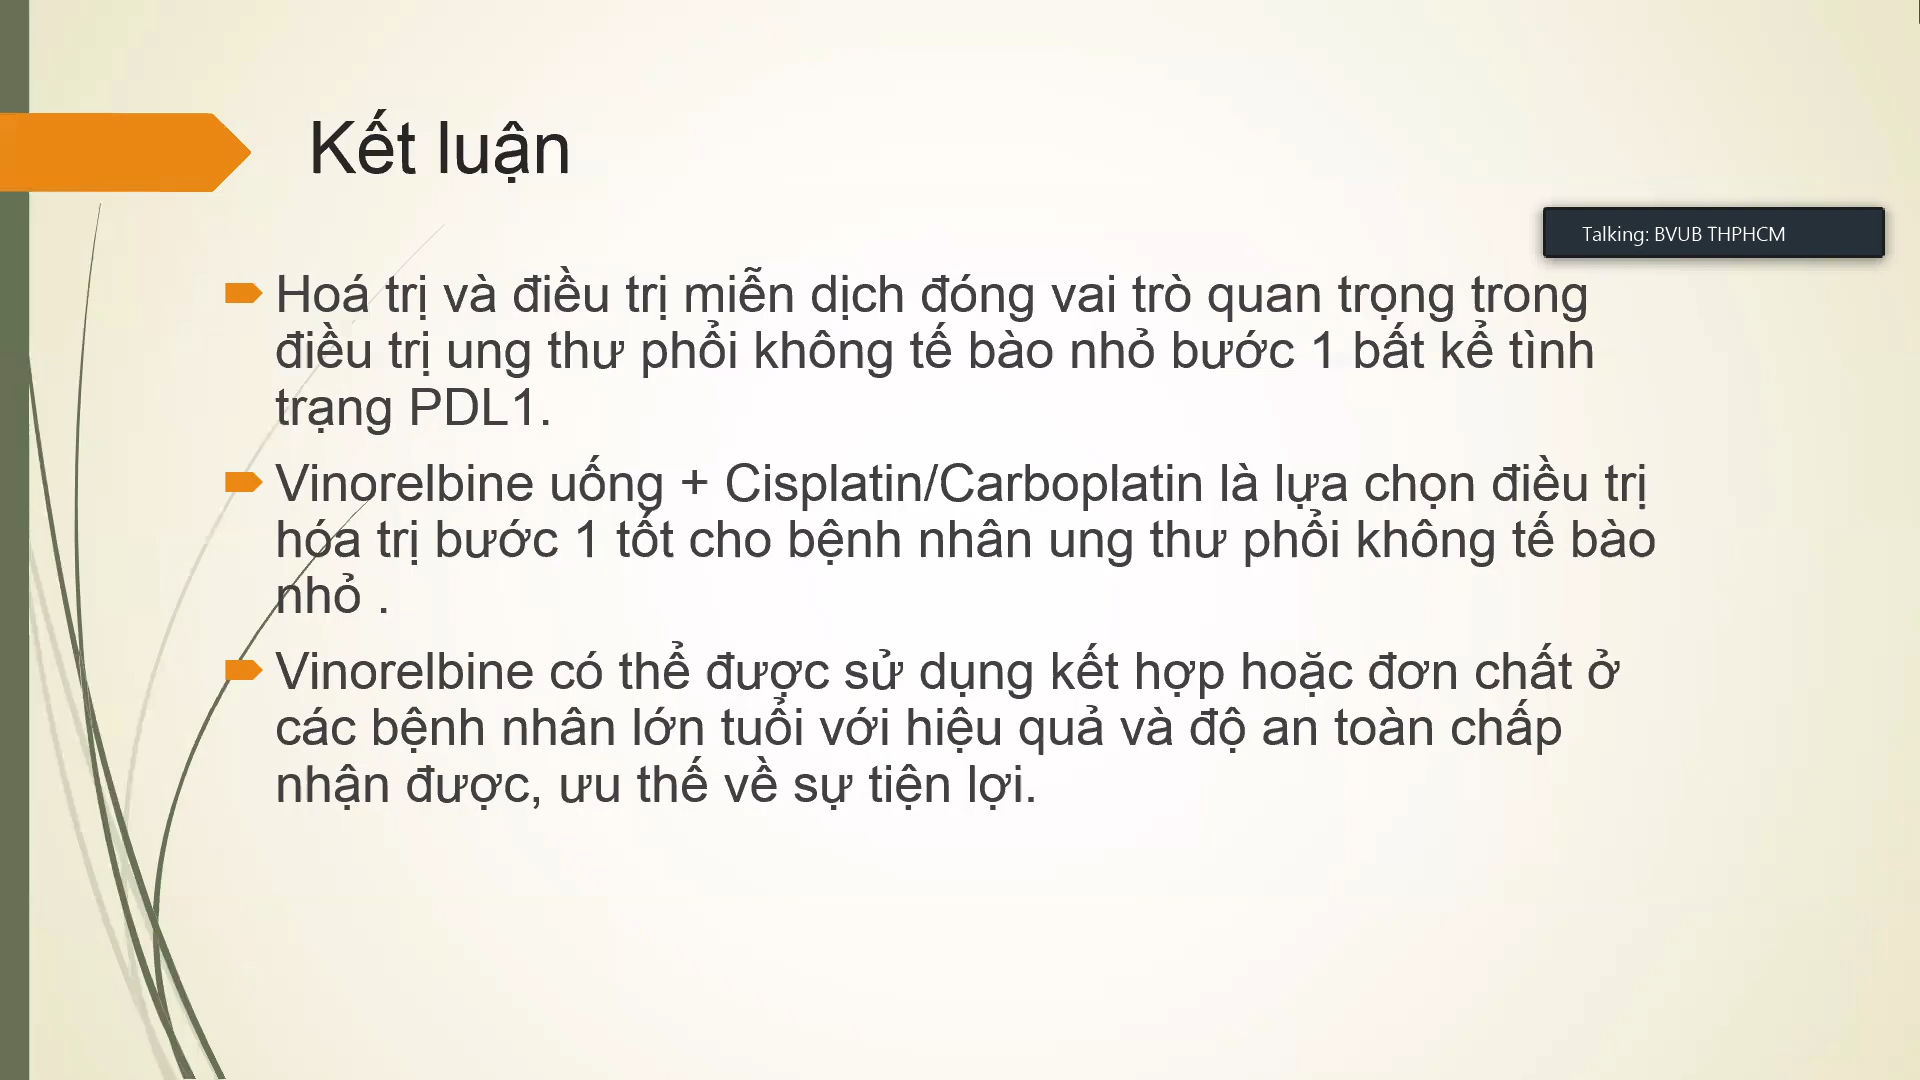 Kết luận
Talking: BVUB THPHCM
Hoá trị và điều trị miễn dịch đóng vai trò quan trọng trong
điều trị ung thư phổi không tế bào nhỏ bước 1 bất kể tình
trạng PDL1.
Vinorelbine uống + Cisplatin/Carboplatin là lựa chọn điều trị
hóa trị bước 1 tốt cho bệnh nhân ung thư phổi không tế bào
nhỏ .
Vinorelbine có thể được sử dụng kết hợp hoặc đơn chất ở
các bệnh nhân lớn tuổi với hiệu quả và độ an toàn chấp
nhận được, ưu thế về sự tiện lợi.